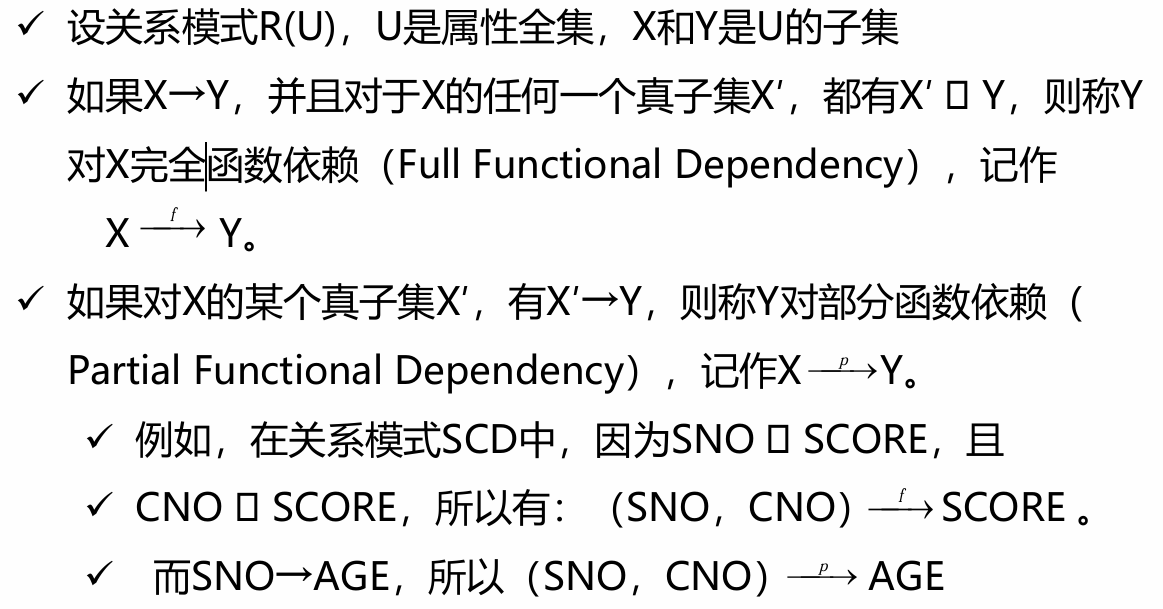 ✓ 设关系模式R(U)，U是属性全集，X和Y是U的子集
✓ 如果X→Y，并且对于X的任何一个真子集X′，都有X′ □ Y，则称Y
对X完全函数依赖（Full Functional Dependency），记作
X —f→ Y。
✓ 如果对X的某个真子集X′，有X′→Y，则称Y对部分函数依赖（
Partial Functional Dependency），记作X —p→Y。
✓ 例如，在关系模式SCD中，因为SNO □ SCORE，且
✓ CNO □ SCORE，所以有：（SNO，CNO）—f→ SCORE 。
✓ 而SNO→AGE，所以（SNO，CNO）—p→ AGE